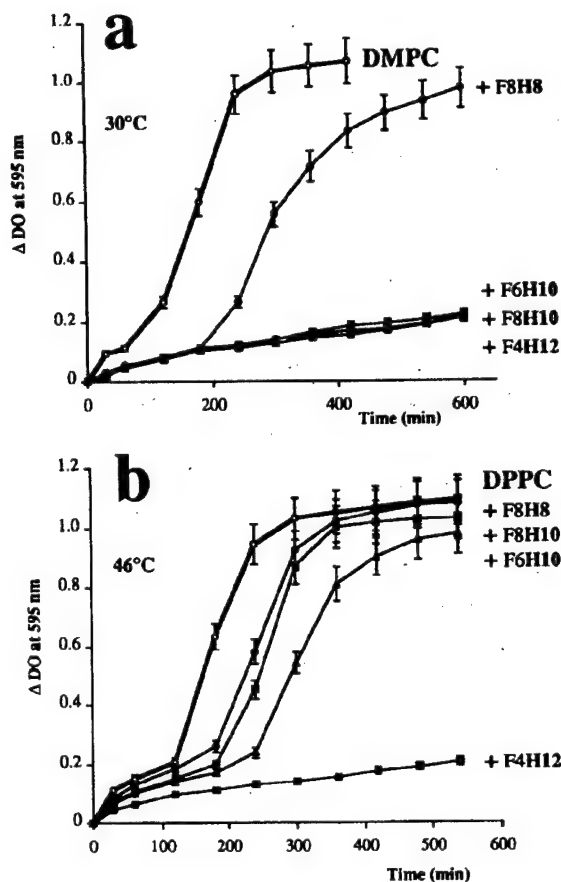 a
1.2
DMPC
1.0
+ F8H8
30°C
0.8
Δ DO at 595 nm
0.6
0.4
+ F6H10
+ F8H10
0.2
+ F4H12
0
0 200 400 600
Time (min)
b
1.2
DPPC
+ F8H8
1.0
+ F8H10
46°C
+ F6H10
0.8
Δ DO at 595 nm
0.6
0.4
+ F4H12
0.2
0
0 100 200 300 400 500 600
Time (min)